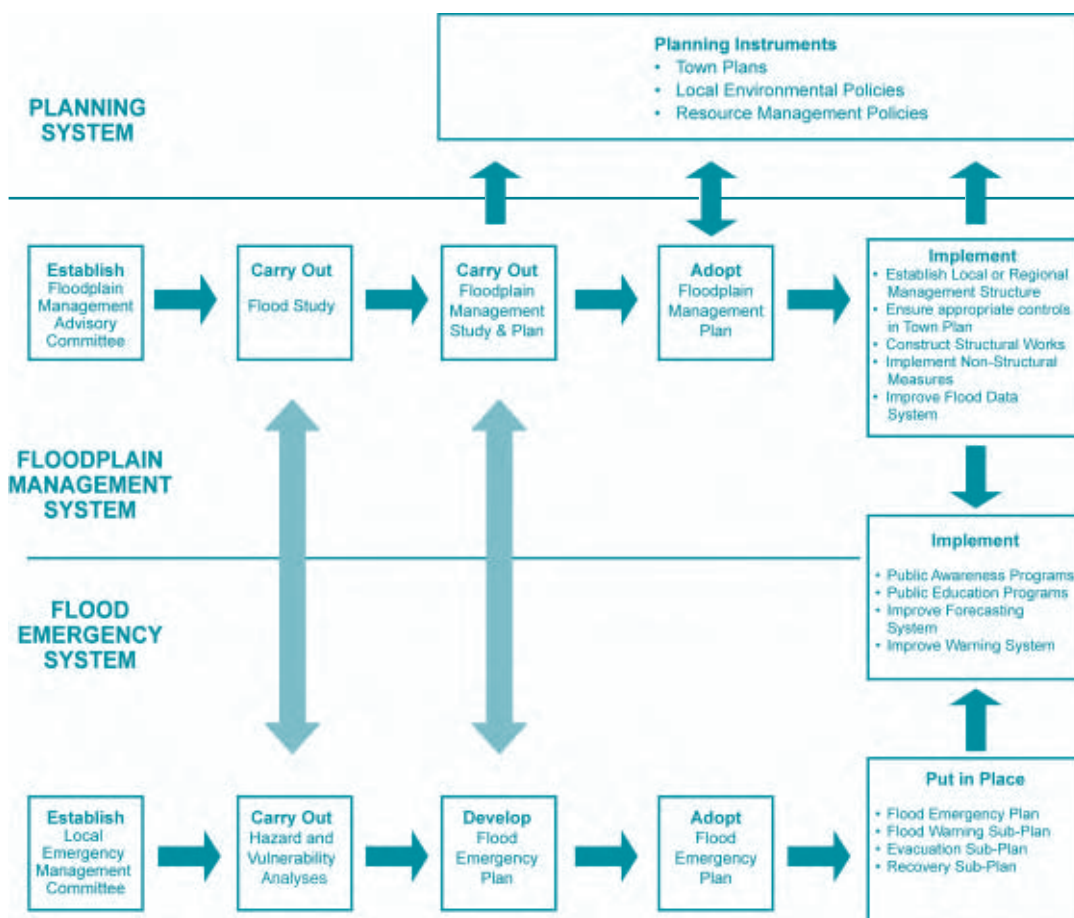 Planning Instruments
• Town Plans
• Local Environmental Policies
• Resource Management Policies
PLANNING
SYSTEM
Establish
Floodplain
Management
Advisory
Committee
Carry Out
Flood Study
Carry Out
Floodplain
Management
Study & Plan
Adopt
Floodplain
Management
Plan
Implement
• Establish Local or Regional
Management Structure
• Ensure appropriate controls
in Town Plan
• Construct Structural Works
• Implement Non-Structural
Measures
• Improve Flood Data
System
FLOODPLAIN
MANAGEMENT
SYSTEM
Implement
• Public Awareness Programs
• Public Education Programs
• Improve Forecasting
System
• Improve Warning System
FLOOD
EMERGENCY
SYSTEM
Establish
Local
Emergency
Management
Committee
Carry Out
Hazard and
Vulnerability
Analyses
Develop
Flood
Emergency
Plan
Adopt
Flood
Emergency
Plan
Put in Place
• Flood Emergency Plan
• Flood Warning Sub-Plan
• Evacuation Sub-Plan
• Recovery Sub-Plan